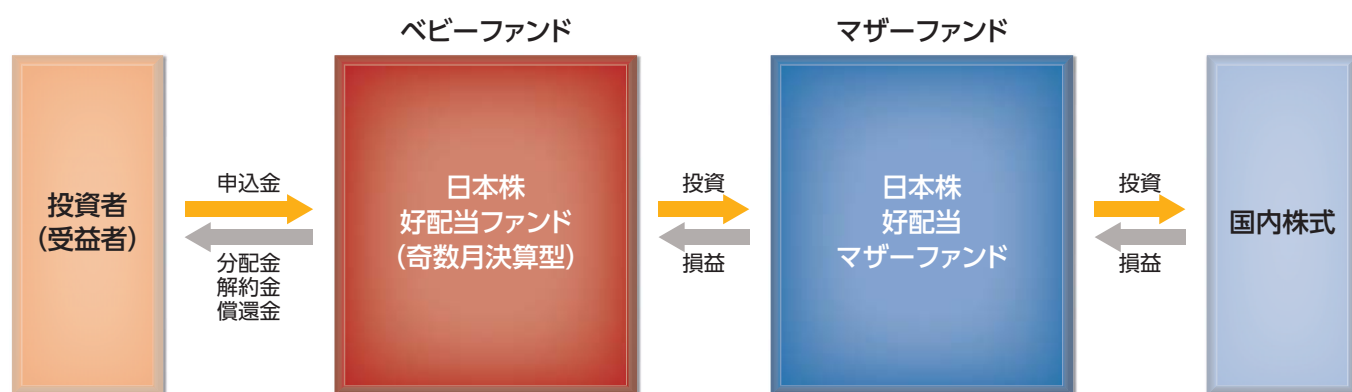 ベビーファンド
マザーファンド
投資者
(受益者)
申込金
分配金
解約金
償還金
日本株
好配当ファンド
(奇数月決算型)
投資
損益
日本株
好配当
マザーファンド
投資
損益
国内株式